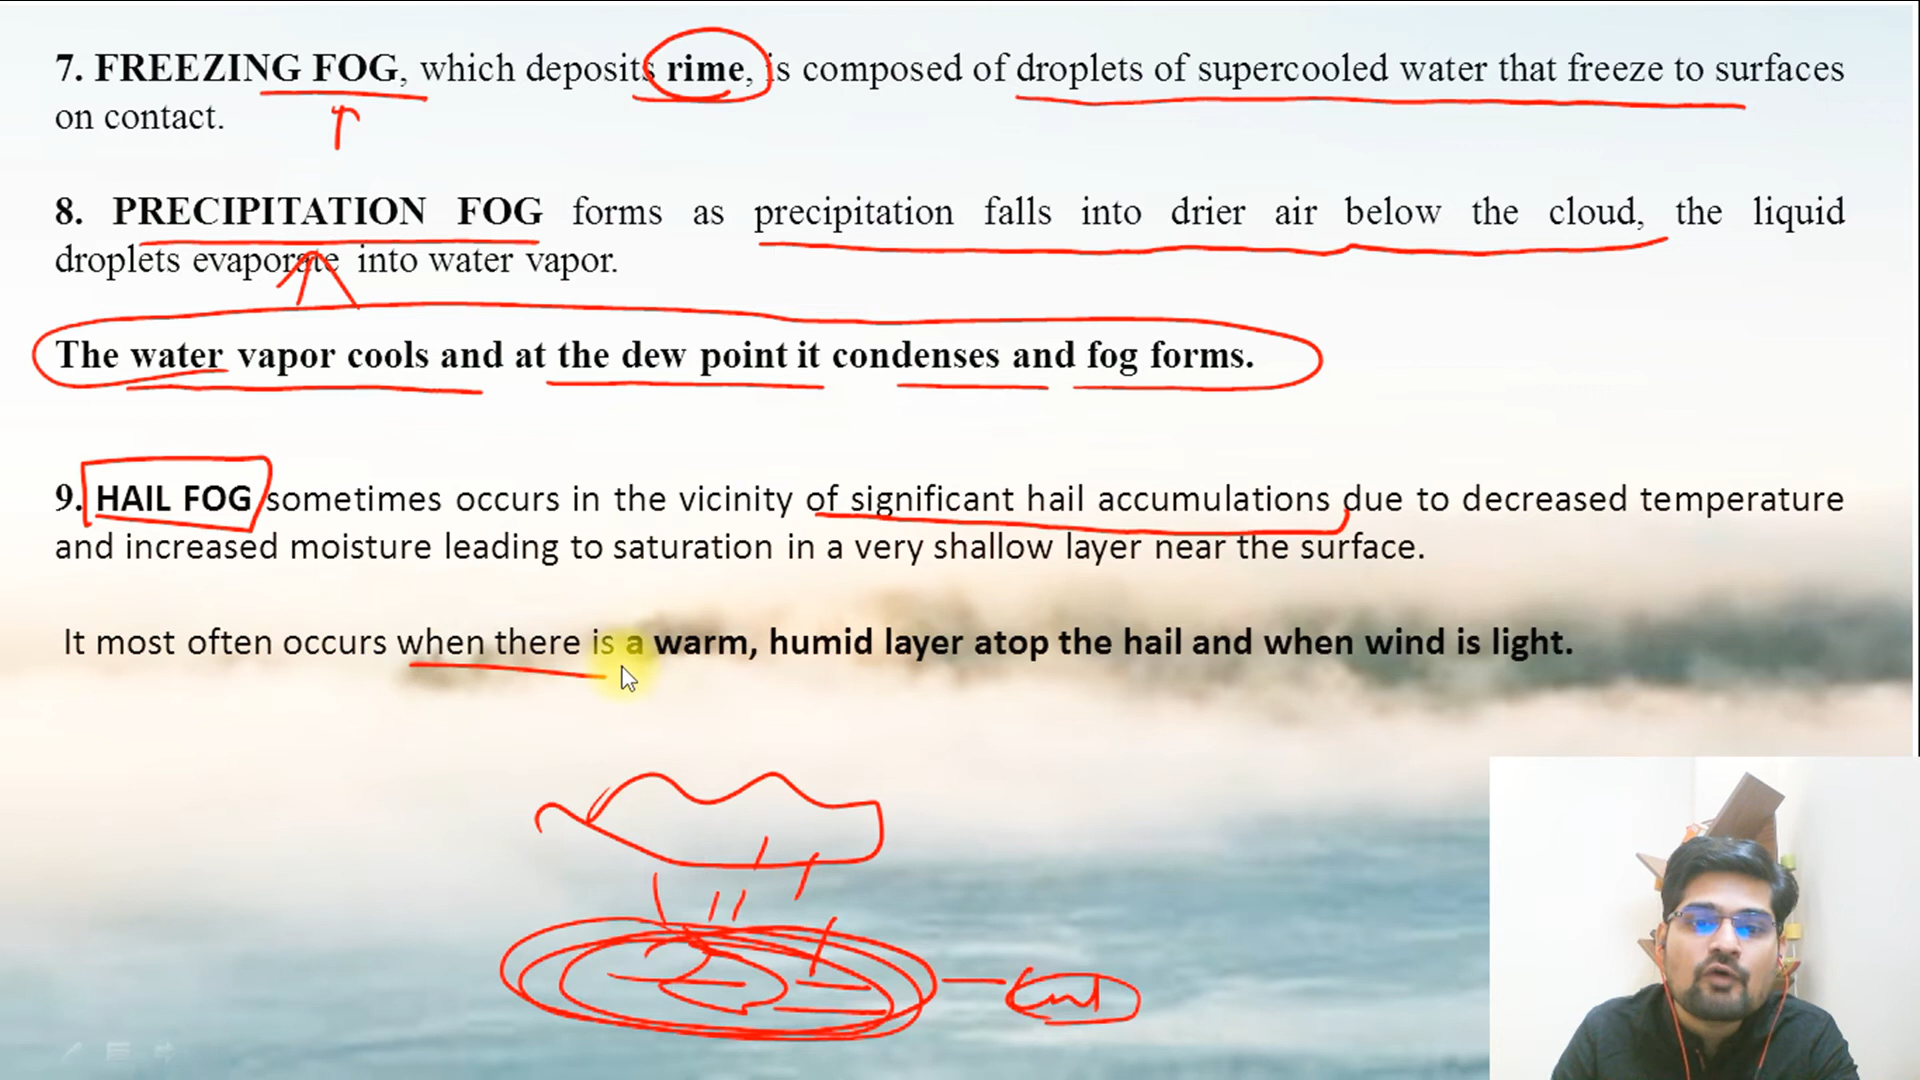 7. FREEZING FOG, which deposits rime, is composed of droplets of supercooled water that freeze to surfaces
on contact.
8. PRECIPITATION FOG forms as precipitation falls into drier air below the cloud, the liquid
droplets evaporate into water vapor.
The water vapor cools and at the dew point it condenses and fog forms.
9. HAIL FOG sometimes occurs in the vicinity of significant hail accumulations due to decreased temperature
and increased moisture leading to saturation in a very shallow layer near the surface.
It most often occurs when there is a warm, humid layer atop the hail and when wind is light.